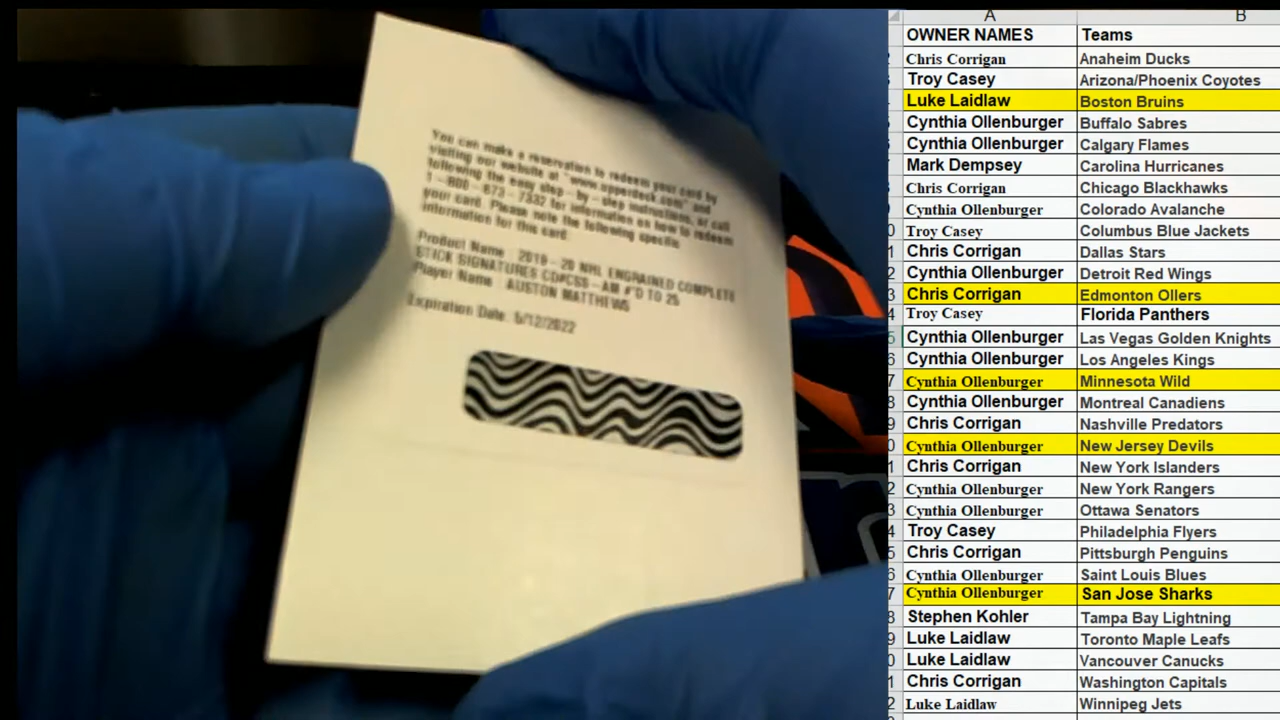 You can make a reservation to redeem your card by
visiting our website at "www.upperdeck.com" and
following the easy step - by - step instructions, or call
1 - 800 - 873 - 7332 for information on how to redeem
your card. Please note the following specific
information for this card:
Product Name : 2019 - 20 NHL ENGRAINED COMPLETE
STICK SIGNATURES CD#CSS - AM #'D TO 25
Player Name : AUSTON MATTHEWS
Expiration Date: 5/12/2022
A B
OWNER NAMES Teams
Chris Corrigan Anaheim Ducks
Troy Casey Arizona/Phoenix Coyotes
Luke Laidlaw Boston Bruins
Cynthia Ollenburger Buffalo Sabres
Cynthia Ollenburger Calgary Flames
Mark Dempsey Carolina Hurricanes
Chris Corrigan Chicago Blackhawks
Cynthia Ollenburger Colorado Avalanche
Troy Casey Columbus Blue Jackets
Chris Corrigan Dallas Stars
Cynthia Ollenburger Detroit Red Wings
Chris Corrigan Edmonton Ollers
Troy Casey Florida Panthers
Cynthia Ollenburger Las Vegas Golden Knights
Cynthia Ollenburger Los Angeles Kings
Cynthia Ollenburger Minnesota Wild
Cynthia Ollenburger Montreal Canadiens
Chris Corrigan Nashville Predators
Cynthia Ollenburger New Jersey Devils
Chris Corrigan New York Islanders
Cynthia Ollenburger New York Rangers
Cynthia Ollenburger Ottawa Senators
Troy Casey Philadelphia Flyers
Chris Corrigan Pittsburgh Penguins
Cynthia Ollenburger Saint Louis Blues
Cynthia Ollenburger San Jose Sharks
Stephen Kohler Tampa Bay Lightning
Luke Laidlaw Toronto Maple Leafs
Luke Laidlaw Vancouver Canucks
Chris Corrigan Washington Capitals
Luke Laidlaw Winnipeg Jets